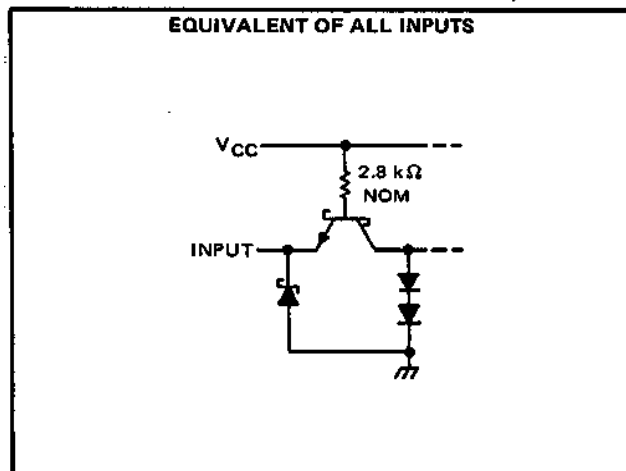 EQUIVALENT OF ALL INPUTS
VCC
2.8 kΩ
NOM
INPUT